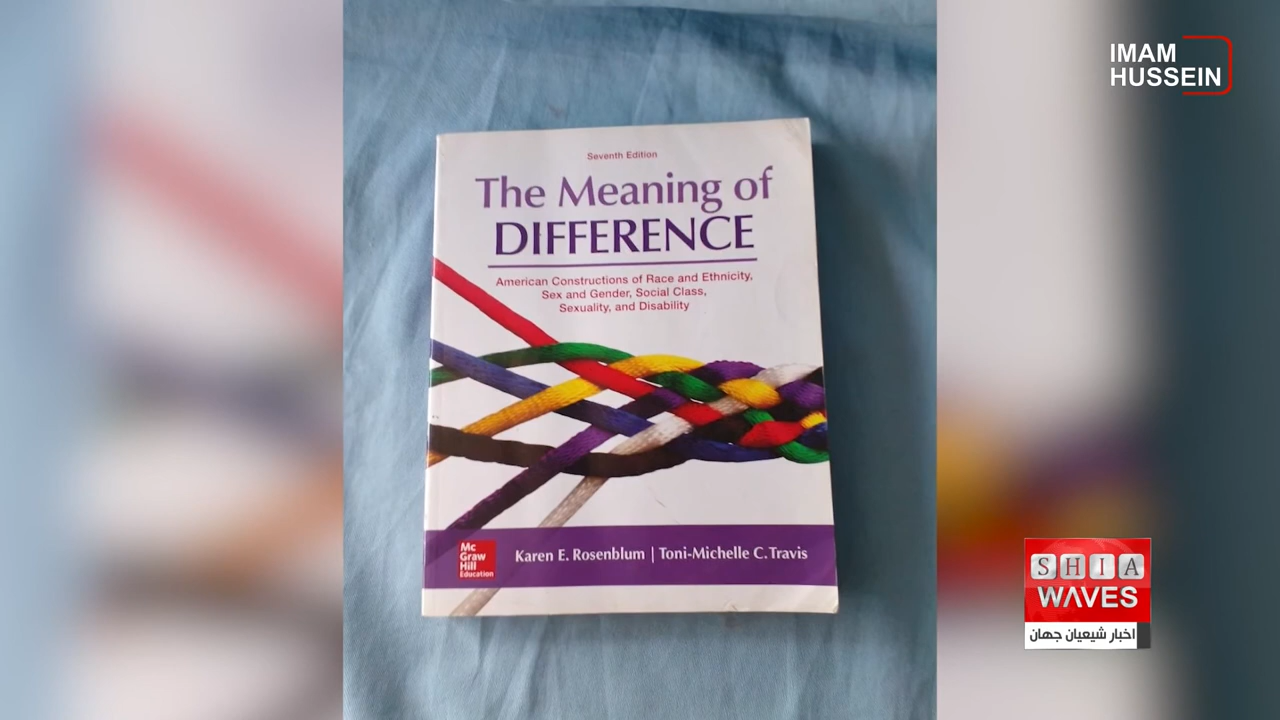 IMAM
HUSSEIN
Seventh Edition
The Meaning of
DIFFERENCE
American Constructions of Race and Ethnicity,
Sex and Gender, Social Class,
Sexuality, and Disability
Mc
Graw
Hill
Education
Karen E. Rosenblum | Toni-Michelle C. Travis
SHIA
WAVES
اخبار شیعیان جهان